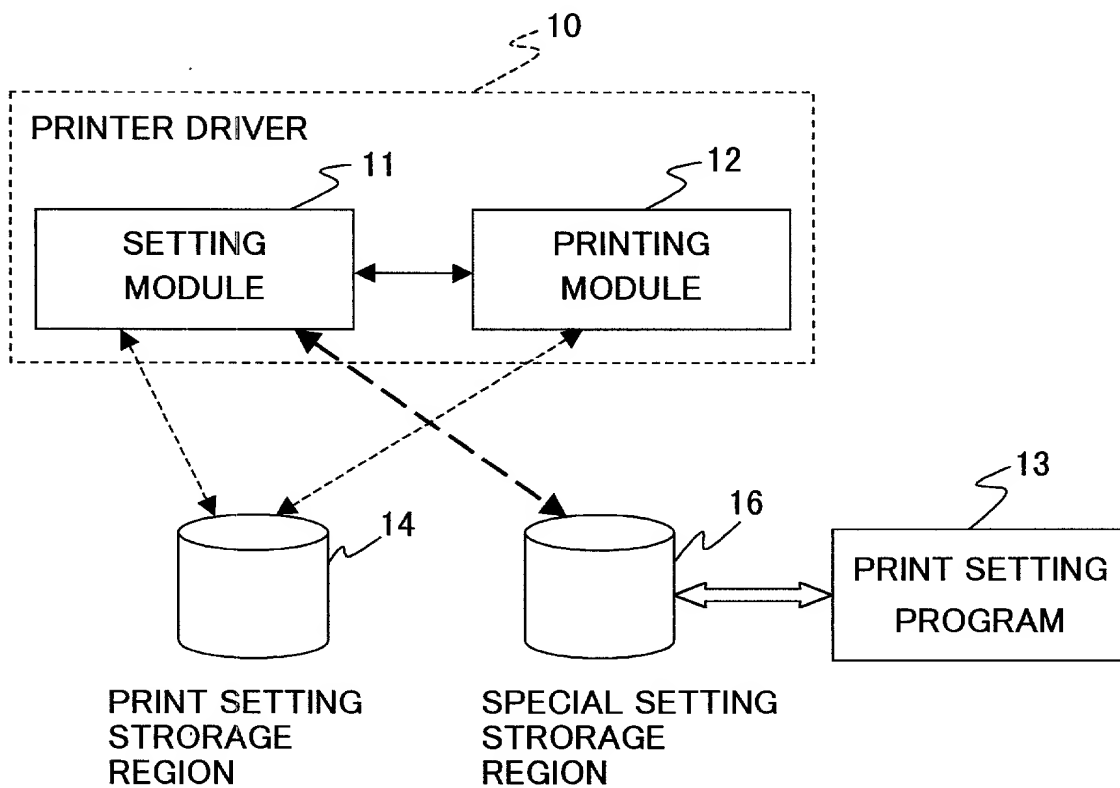 10
PRINTER DRIVER
11
12
SETTING
MODULE
PRINTING
MODULE
13
14
16
PRINT SETTING
PROGRAM
PRINT SETTING
STRORAGE
REGION
SPECIAL SETTING
STRORAGE
REGION